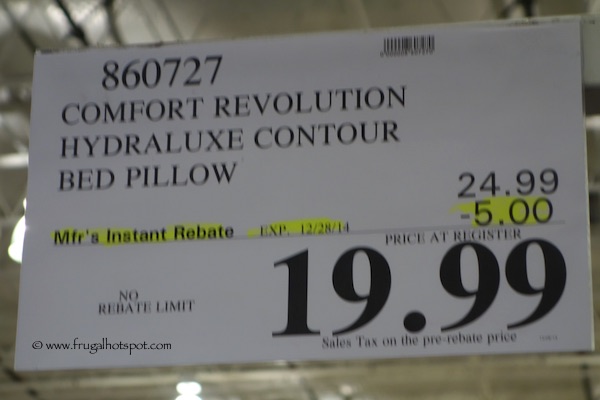 860727
COMFORT REVOLUTION
HYDRALUXE CONTOUR
BED PILLOW
24.99
-5.00
Mfr's Instant Rebate EXP. 12/28/14
PRICE AT REGISTER
19.99
NO
REBATE LIMIT
Sales Tax on the pre-rebate price
© www.frugalhotspot.com